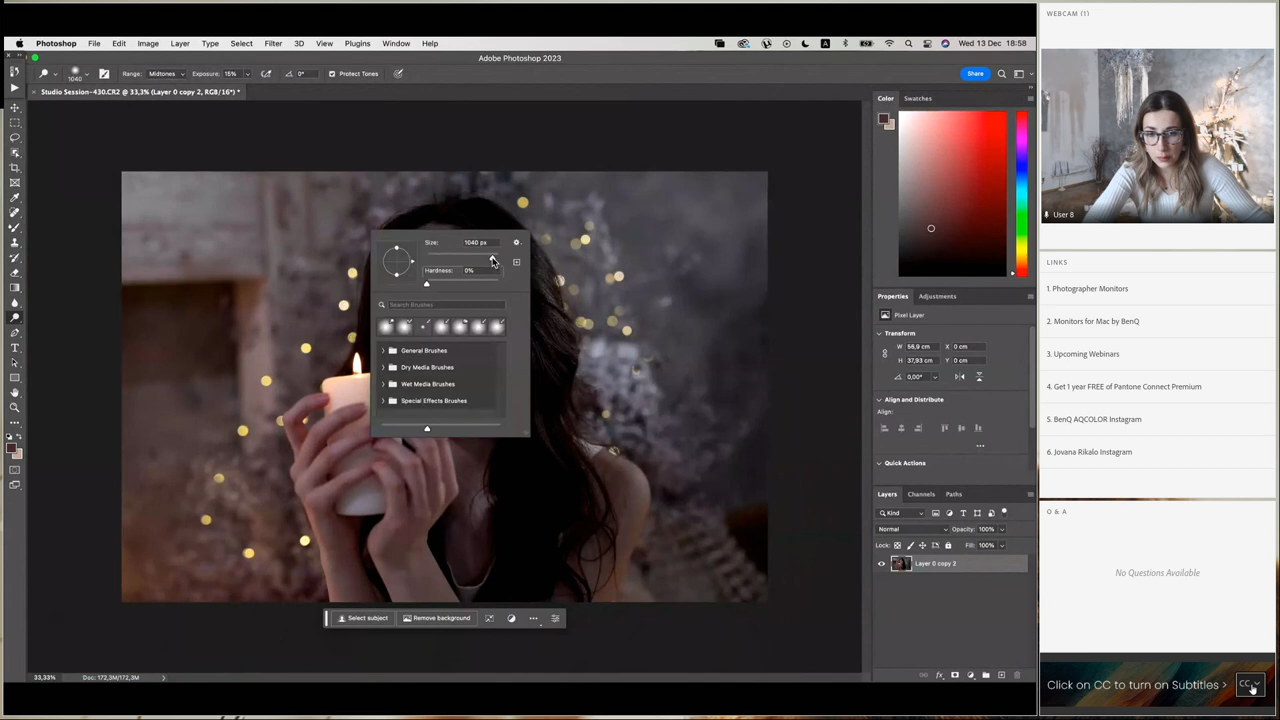 Photoshop File Edit Image Layer Type Select Filter 3D View Plugins Window Help
A
Wed 13 Dec 18:58
Adobe Photoshop 2023
1040
Range: Midtones
Exposure: 15%
0°
Protect Tones
Share
Studio Session-430.CR2 @ 33,3% (Layer 0 copy 2, RGB/16*) *
Size: 1040 px
Hardness: 0%
Search Brushes
General Brushes
Dry Media Brushes
Wet Media Brushes
Special Effects Brushes
Select subject
Remove background
33,33%
Doc: 172,3M/172,3M
Color
Swatches
Properties
Adjustments
Pixel Layer
Transform
W 56,9 cm
X 0 cm
H 37,93 cm
Y 0 cm
0,00°
Align and Distribute
Align:
Quick Actions
Layers
Channels
Paths
Kind
Normal
Opacity: 100%
Lock:
Fill: 100%
Layer 0 copy 2
fx
WEBCAM (1)
User 8
LINKS
1. Photographer Monitors
2. Monitors for Mac by BenQ
3. Upcoming Webinars
4. Get 1 year FREE of Pantone Connect Premium
5. BenQ AQCOLOR Instagram
6. Jovana Rikalo Instagram
Q & A
No Questions Available
Click on CC to turn on Subtitles >
CC